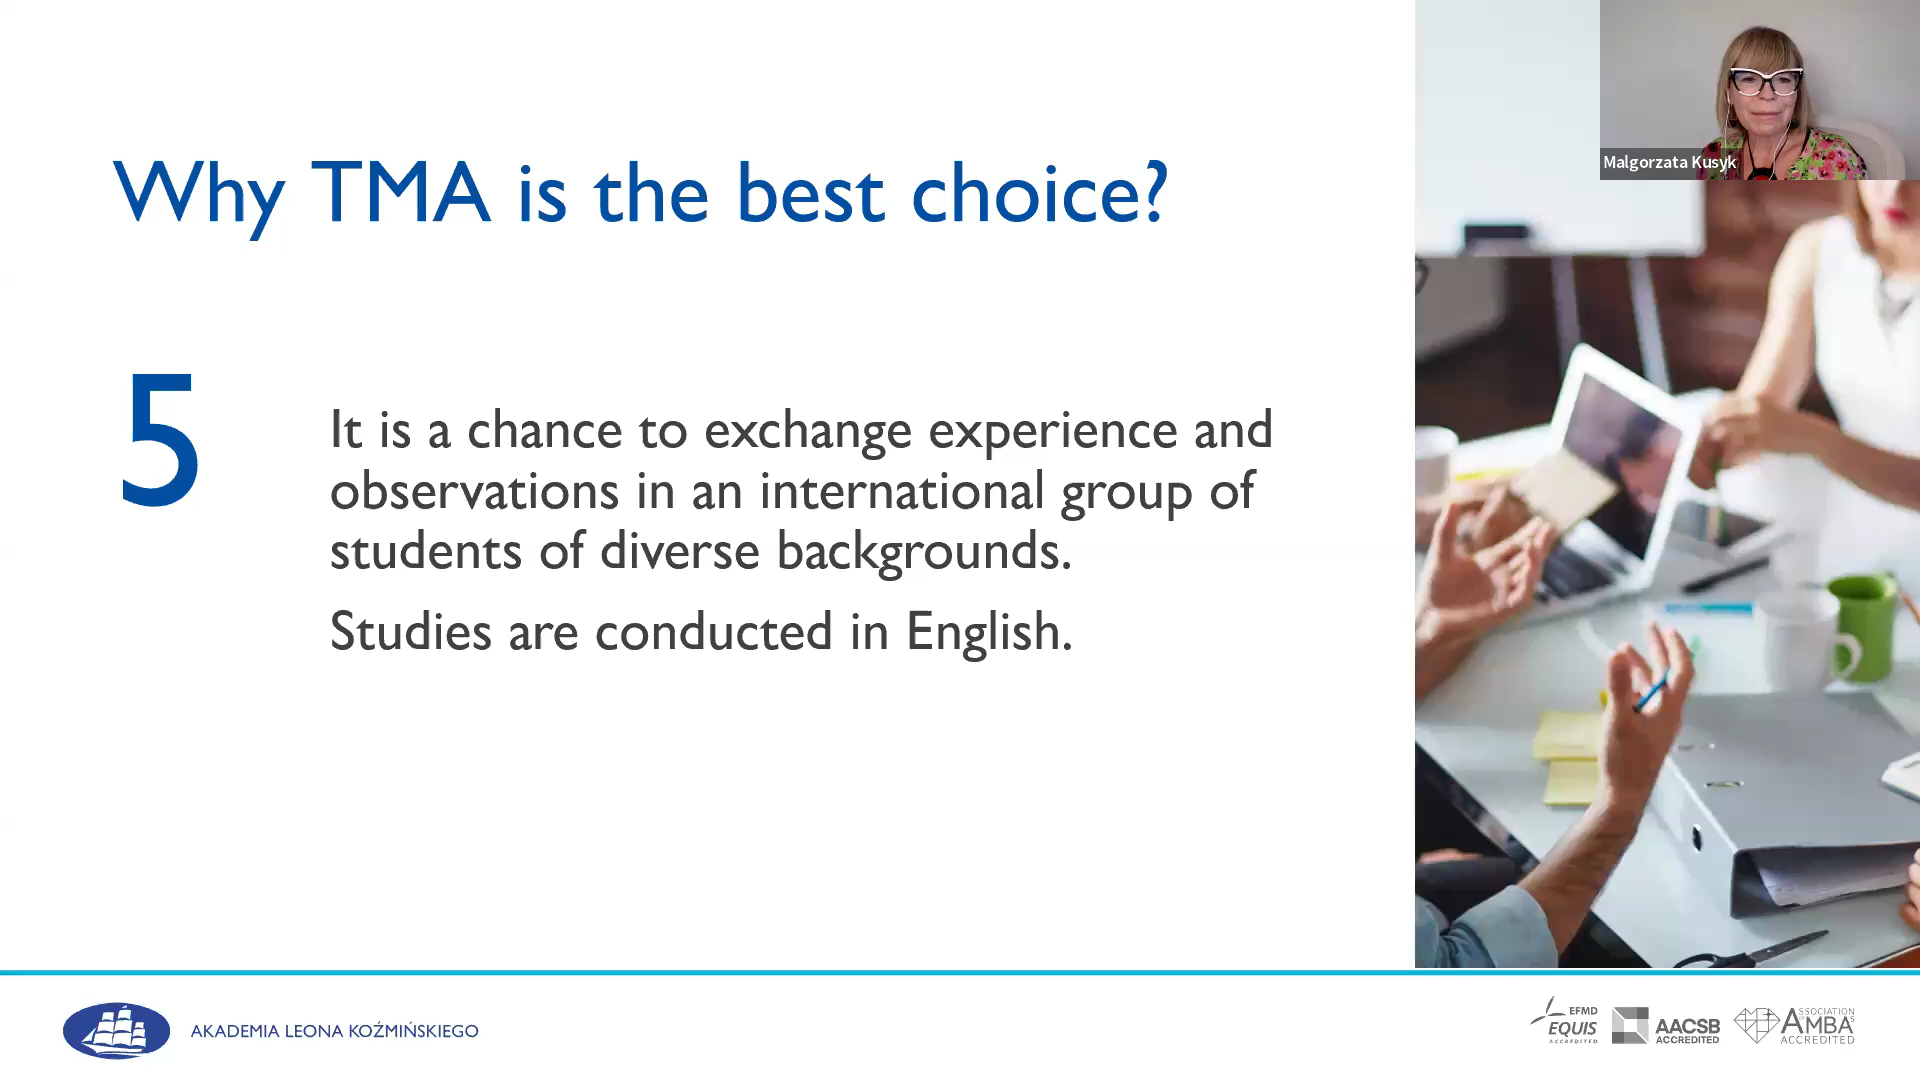 Why TMA is the best choice?
Malgorzata Kusyk
5
It is a chance to exchange experience and
observations in an international group of
students of diverse backgrounds.
Studies are conducted in English.
AKADEMIA LEONA KOŹMIŃSKIEGO
EFMD
EQUIS
ACCREDITED
AACSB
ACCREDITED
ASSOCIATION
OF
AMBA'S
ACCREDITED